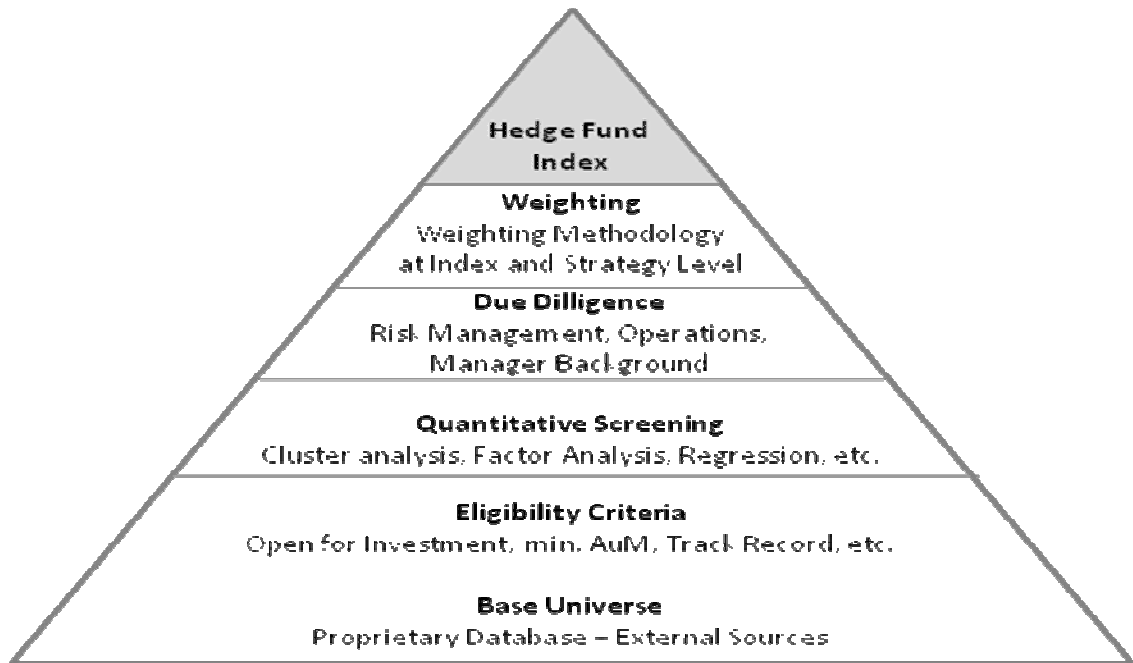 Hedge Fund
Index
Weighting
Weighting Methodology
at Index and Strategy Level
Due Dilligence
Risk Management, Operations,
Manager Background
Quantitative Screening
Cluster analysis, Factor Analysis, Regression, etc.
Eligibility Criteria
Open for Investment, min. AuM, Track Record, etc.
Base Universe
Proprietary Database – External Sources